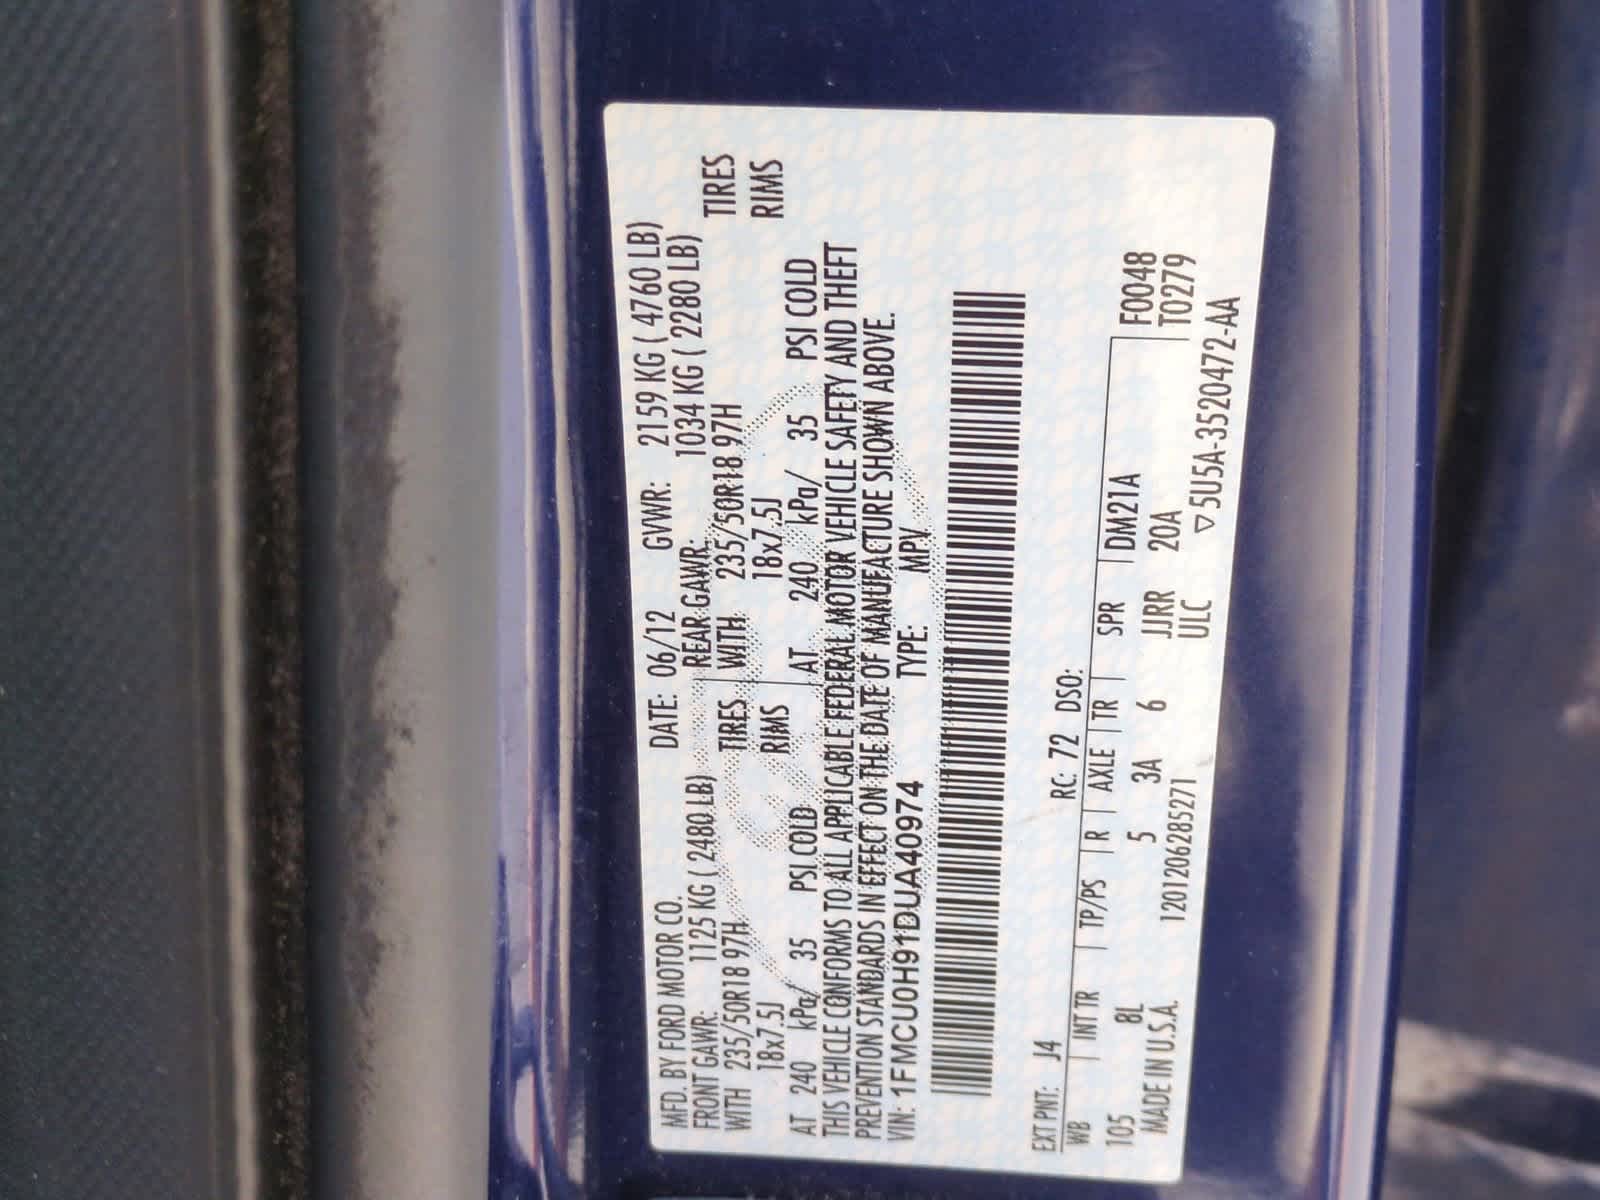 MFD. BY FORD MOTOR CO. DATE: 06/12 GVWR: 2159 KG ( 4760 LB)
FRONT GAWR: 1125 KG ( 2480 LB) REAR GAWR: 1034 KG ( 2280 LB)
WITH 235/50R18 97H TIRES WITH 235/50R18 97H TIRES
18x7.5J RIMS 18x7.5J RIMS
AT 240 kPa/ 35 PSI COLD AT 240 kPa/ 35 PSI COLD
THIS VEHICLE CONFORMS TO ALL APPLICABLE FEDERAL MOTOR VEHICLE SAFETY AND THEFT
PREVENTION STANDARDS IN EFFECT ON THE DATE OF MANUFACTURE SHOWN ABOVE.
VIN: 1FMCU0H91DUA40974 TYPE: MPV
EXT PNT: J4 RC: 72 DSO:
WB | INT TR | TP/PS | R | AXLE | TR | SPR | DM21A F0048
105 8L 5 3A 6 JJRR 20A T0279
MADE IN U.S.A. 1201206285271 ULC ▽5U5A-3520472-AA